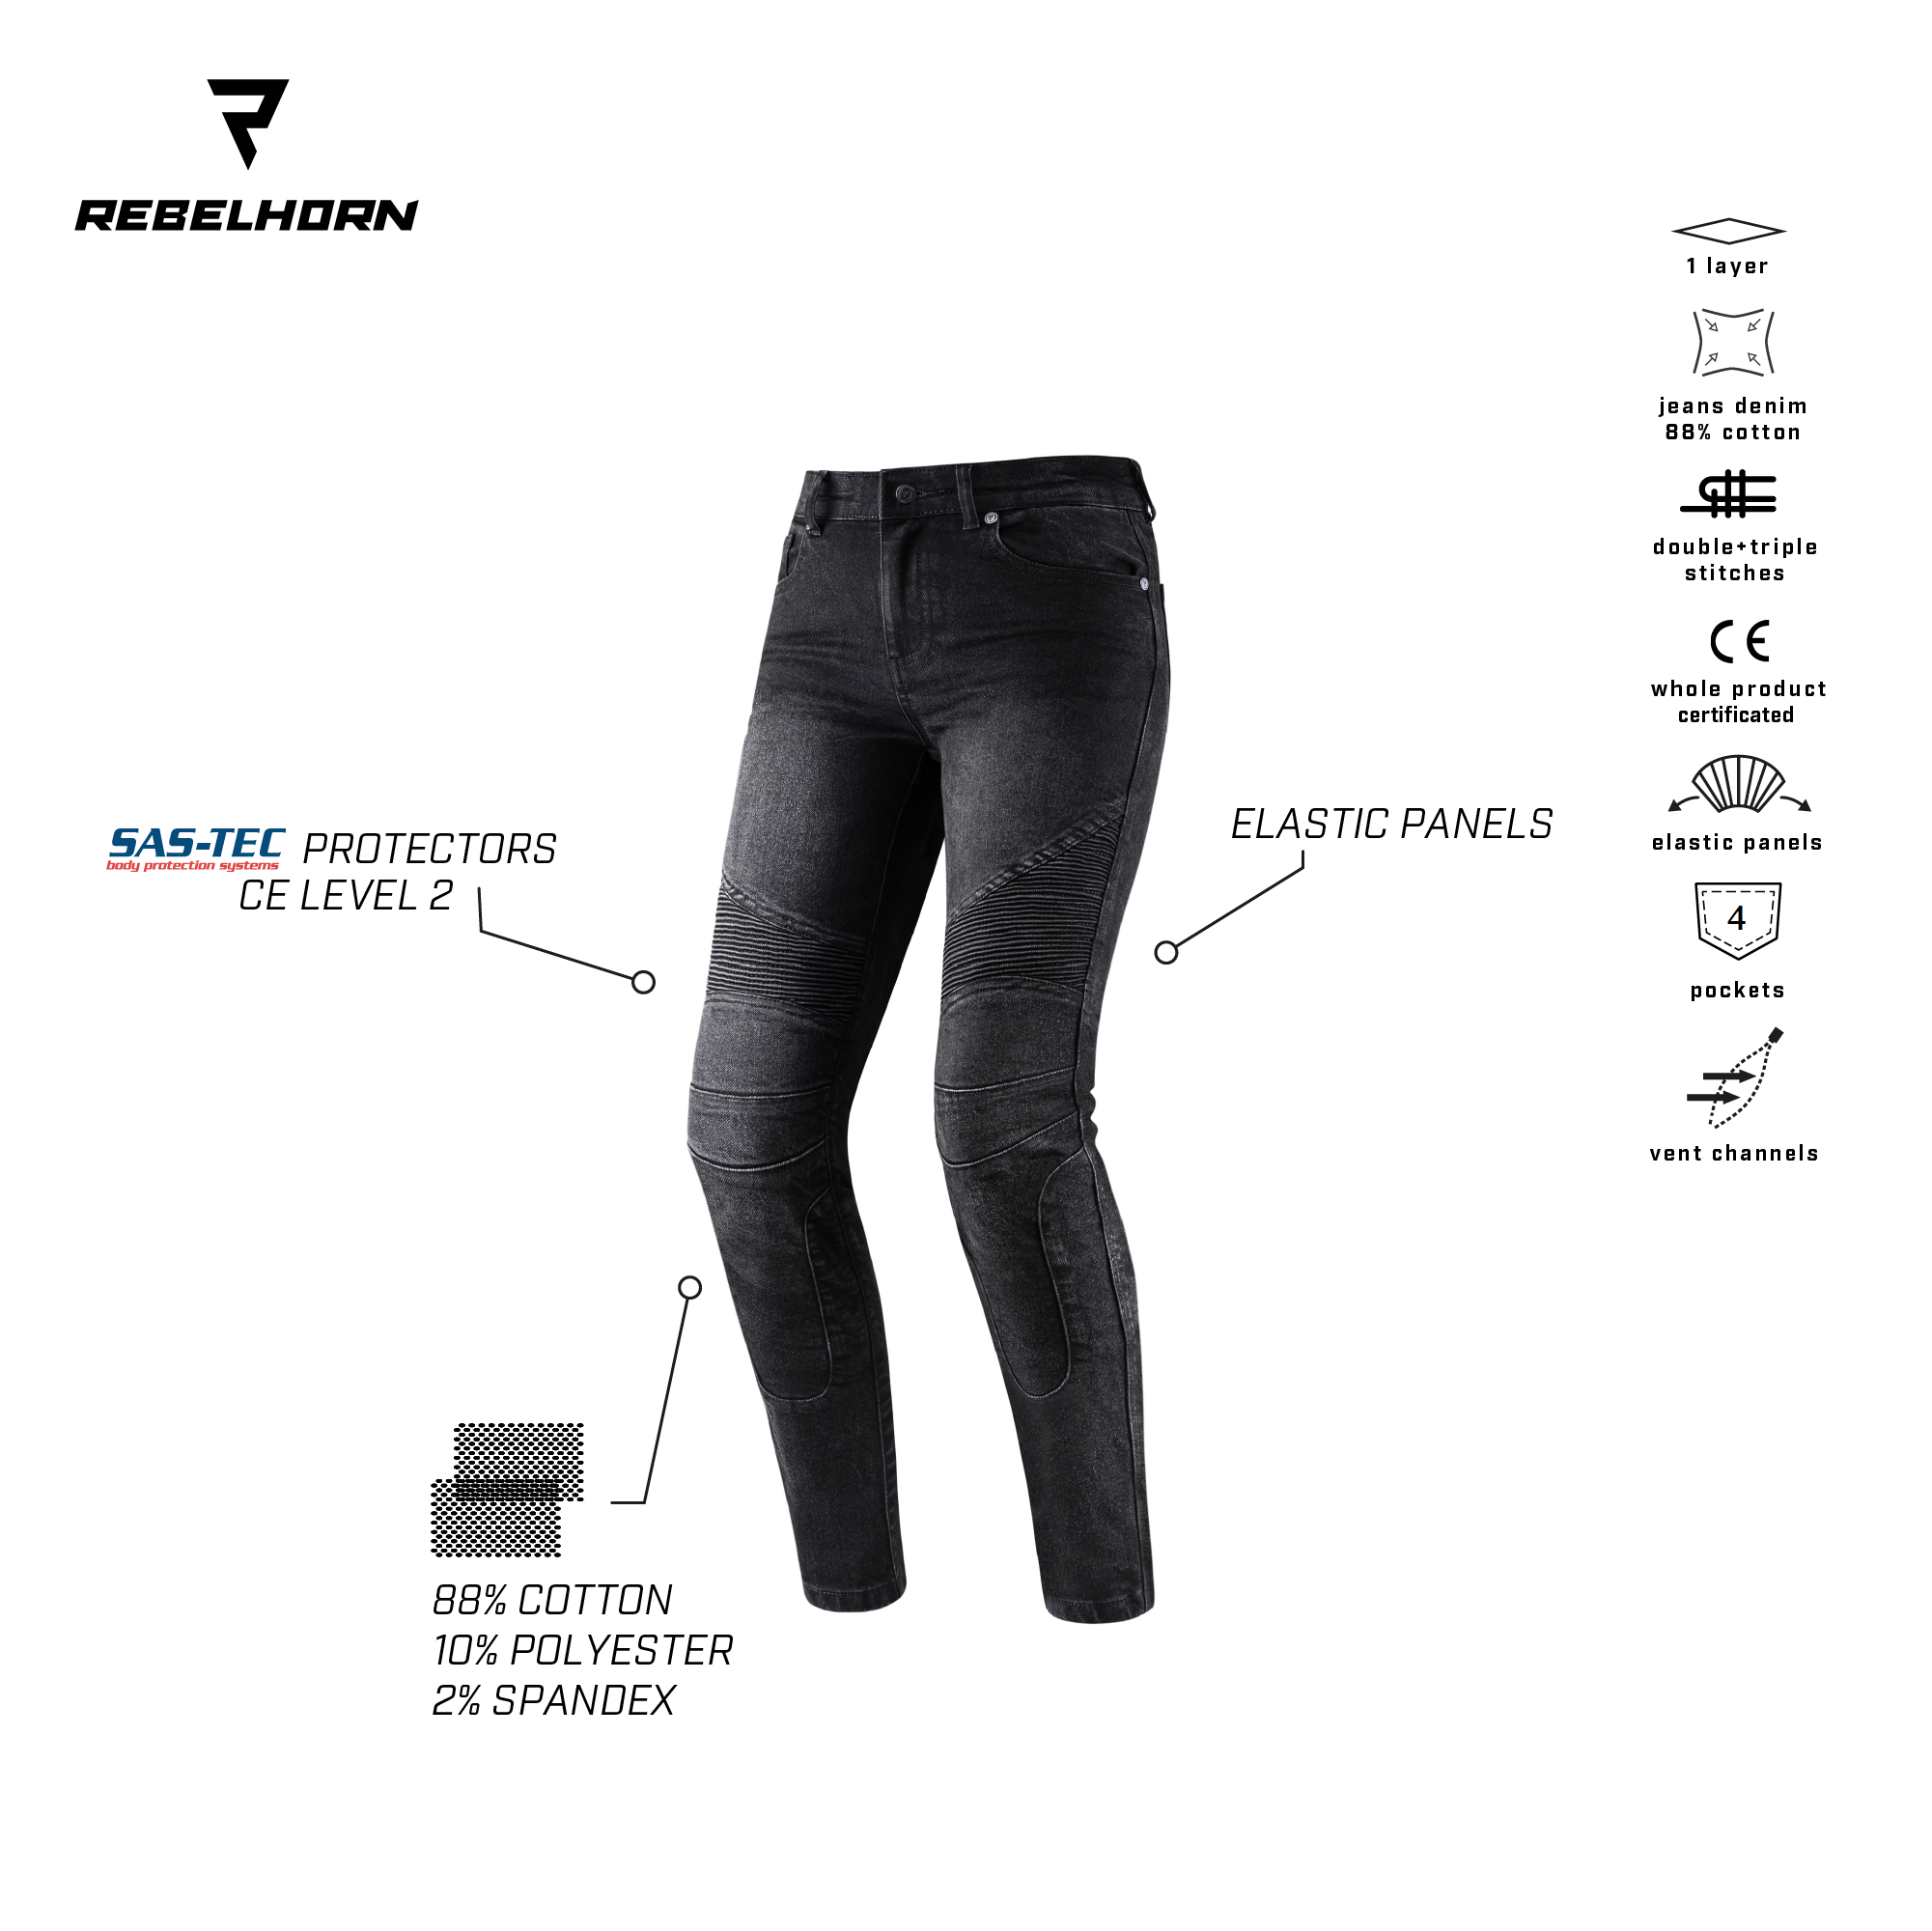 REBELHORN
1 layer
jeans denim
88% cotton
double+triple
stitches
CE
whole product
certificated
elastic panels
4
pockets
vent channels
SAS-TEC PROTECTORS
body protection systems
CE LEVEL 2
ELASTIC PANELS
88% COTTON
10% POLYESTER
2% SPANDEX